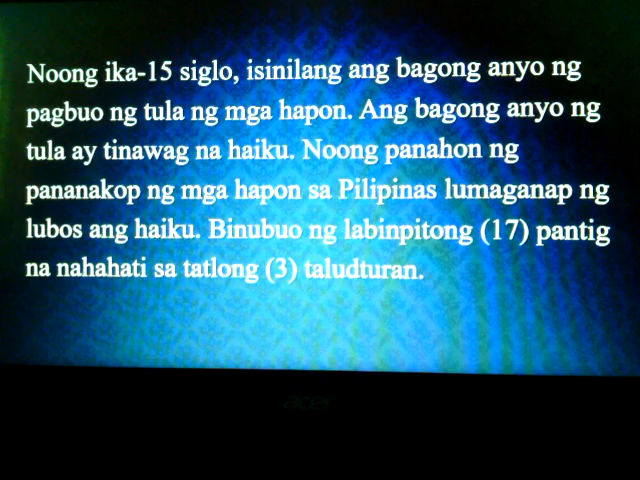 Noong ika-15 siglo, isinilang ang bagong anyo ng
pagbuo ng tula ng mga hapon. Ang bagong anyo ng
tula ay tinawag na haiku. Noong panahon ng
pananakop ng mga hapon sa Pilipinas lumaganap ng
lubos ang haiku. Binubuo ng labinpitong (17) pantig
na nahahati sa tatlong (3) taludturan.
acer